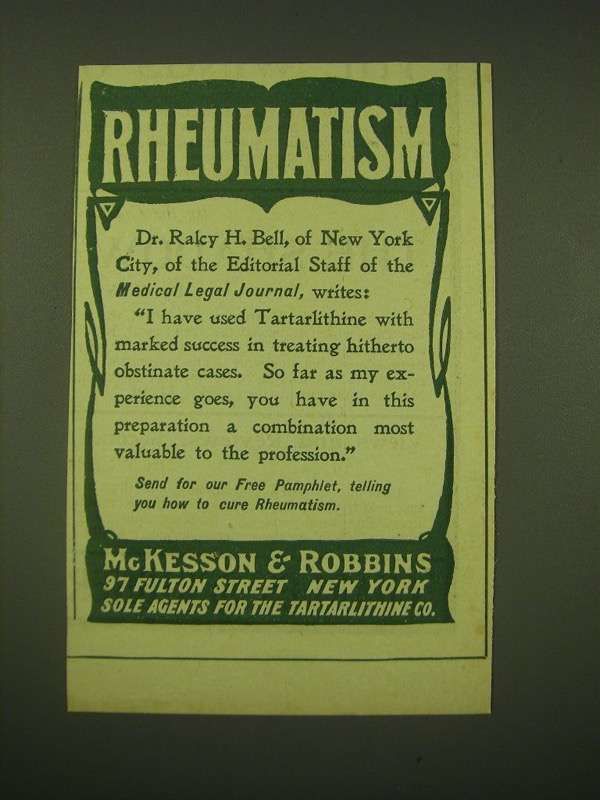 RHEUMATISM
Dr. Ralcy H. Bell, of New York
City, of the Editorial Staff of the
Medical Legal Journal, writes:
"I have used Tartarlithine with
marked success in treating hitherto
obstinate cases. So far as my ex-
perience goes, you have in this
preparation a combination most
valuable to the profession."
Send for our Free Pamphlet, telling
you how to cure Rheumatism.
McKESSON & ROBBINS
97 FULTON STREET NEW YORK
SOLE AGENTS FOR THE TARTARLITHINE CO.